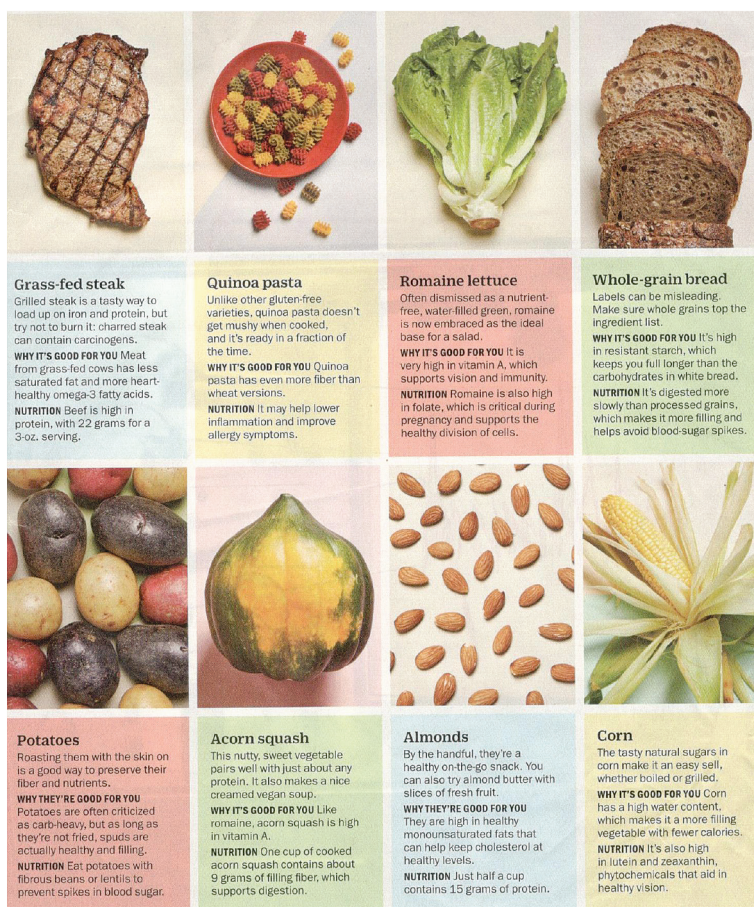 Grass-fed steak
Grilled steak is a tasty way to
load up on iron and protein, but
try not to burn it: charred steak
can contain carcinogens.
WHY IT'S GOOD FOR YOU Meat
from grass-fed cows has less
saturated fat and more heart-
healthy omega-3 fatty acids.
NUTRITION Beef is high in
protein, with 22 grams for a
3-oz. serving.
Quinoa pasta
Unlike other gluten-free
varieties, quinoa pasta doesn't
get mushy when cooked,
and it's ready in a fraction of
the time.
WHY IT'S GOOD FOR YOU Quinoa
pasta has even more fiber than
wheat versions.
NUTRITION It may help lower
inflammation and improve
allergy symptoms.
Romaine lettuce
Often dismissed as a nutrient-
free, water-filled green, romaine
is now embraced as the ideal
base for a salad.
WHY IT'S GOOD FOR YOU It is
very high in vitamin A, which
supports vision and immunity.
NUTRITION Romaine is also high
in folate, which is critical during
pregnancy and supports the
healthy division of cells.
Whole-grain bread
Labels can be misleading.
Make sure whole grains top the
ingredient list.
WHY IT'S GOOD FOR YOU It's high
in resistant starch, which
keeps you full longer than the
carbohydrates in white bread.
NUTRITION It's digested more
slowly than processed grains,
which makes it more filling and
helps avoid blood-sugar spikes.
Potatoes
Roasting them with the skin on
is a good way to preserve their
fiber and nutrients.
WHY THEY'RE GOOD FOR YOU
Potatoes are often criticized
as carb-heavy, but as long as
they're not fried, spuds are
actually healthy and filling.
NUTRITION Eat potatoes with
fibrous beans or lentils to
prevent spikes in blood sugar.
Acorn squash
This nutty, sweet vegetable
pairs well with just about any
protein. It also makes a nice
creamed vegan soup.
WHY IT'S GOOD FOR YOU Like
romaine, acorn squash is high
in vitamin A.
NUTRITION One cup of cooked
acorn squash contains about
9 grams of filling fiber, which
supports digestion.
Almonds
By the handful, they're a
healthy on-the-go snack. You
can also try almond butter with
slices of fresh fruit.
WHY THEY'RE GOOD FOR YOU
They are high in healthy
monounsaturated fats that
can help keep cholesterol at
healthy levels.
NUTRITION Just half a cup
contains 15 grams of protein.
Corn
The tasty natural sugars in
corn make it an easy sell,
whether boiled or grilled.
WHY IT'S GOOD FOR YOU Corn
has a high water content,
which makes it a more filling
vegetable with fewer calories.
NUTRITION It's also high
in lutein and zeaxanthin,
phytochemicals that aid in
healthy vision.